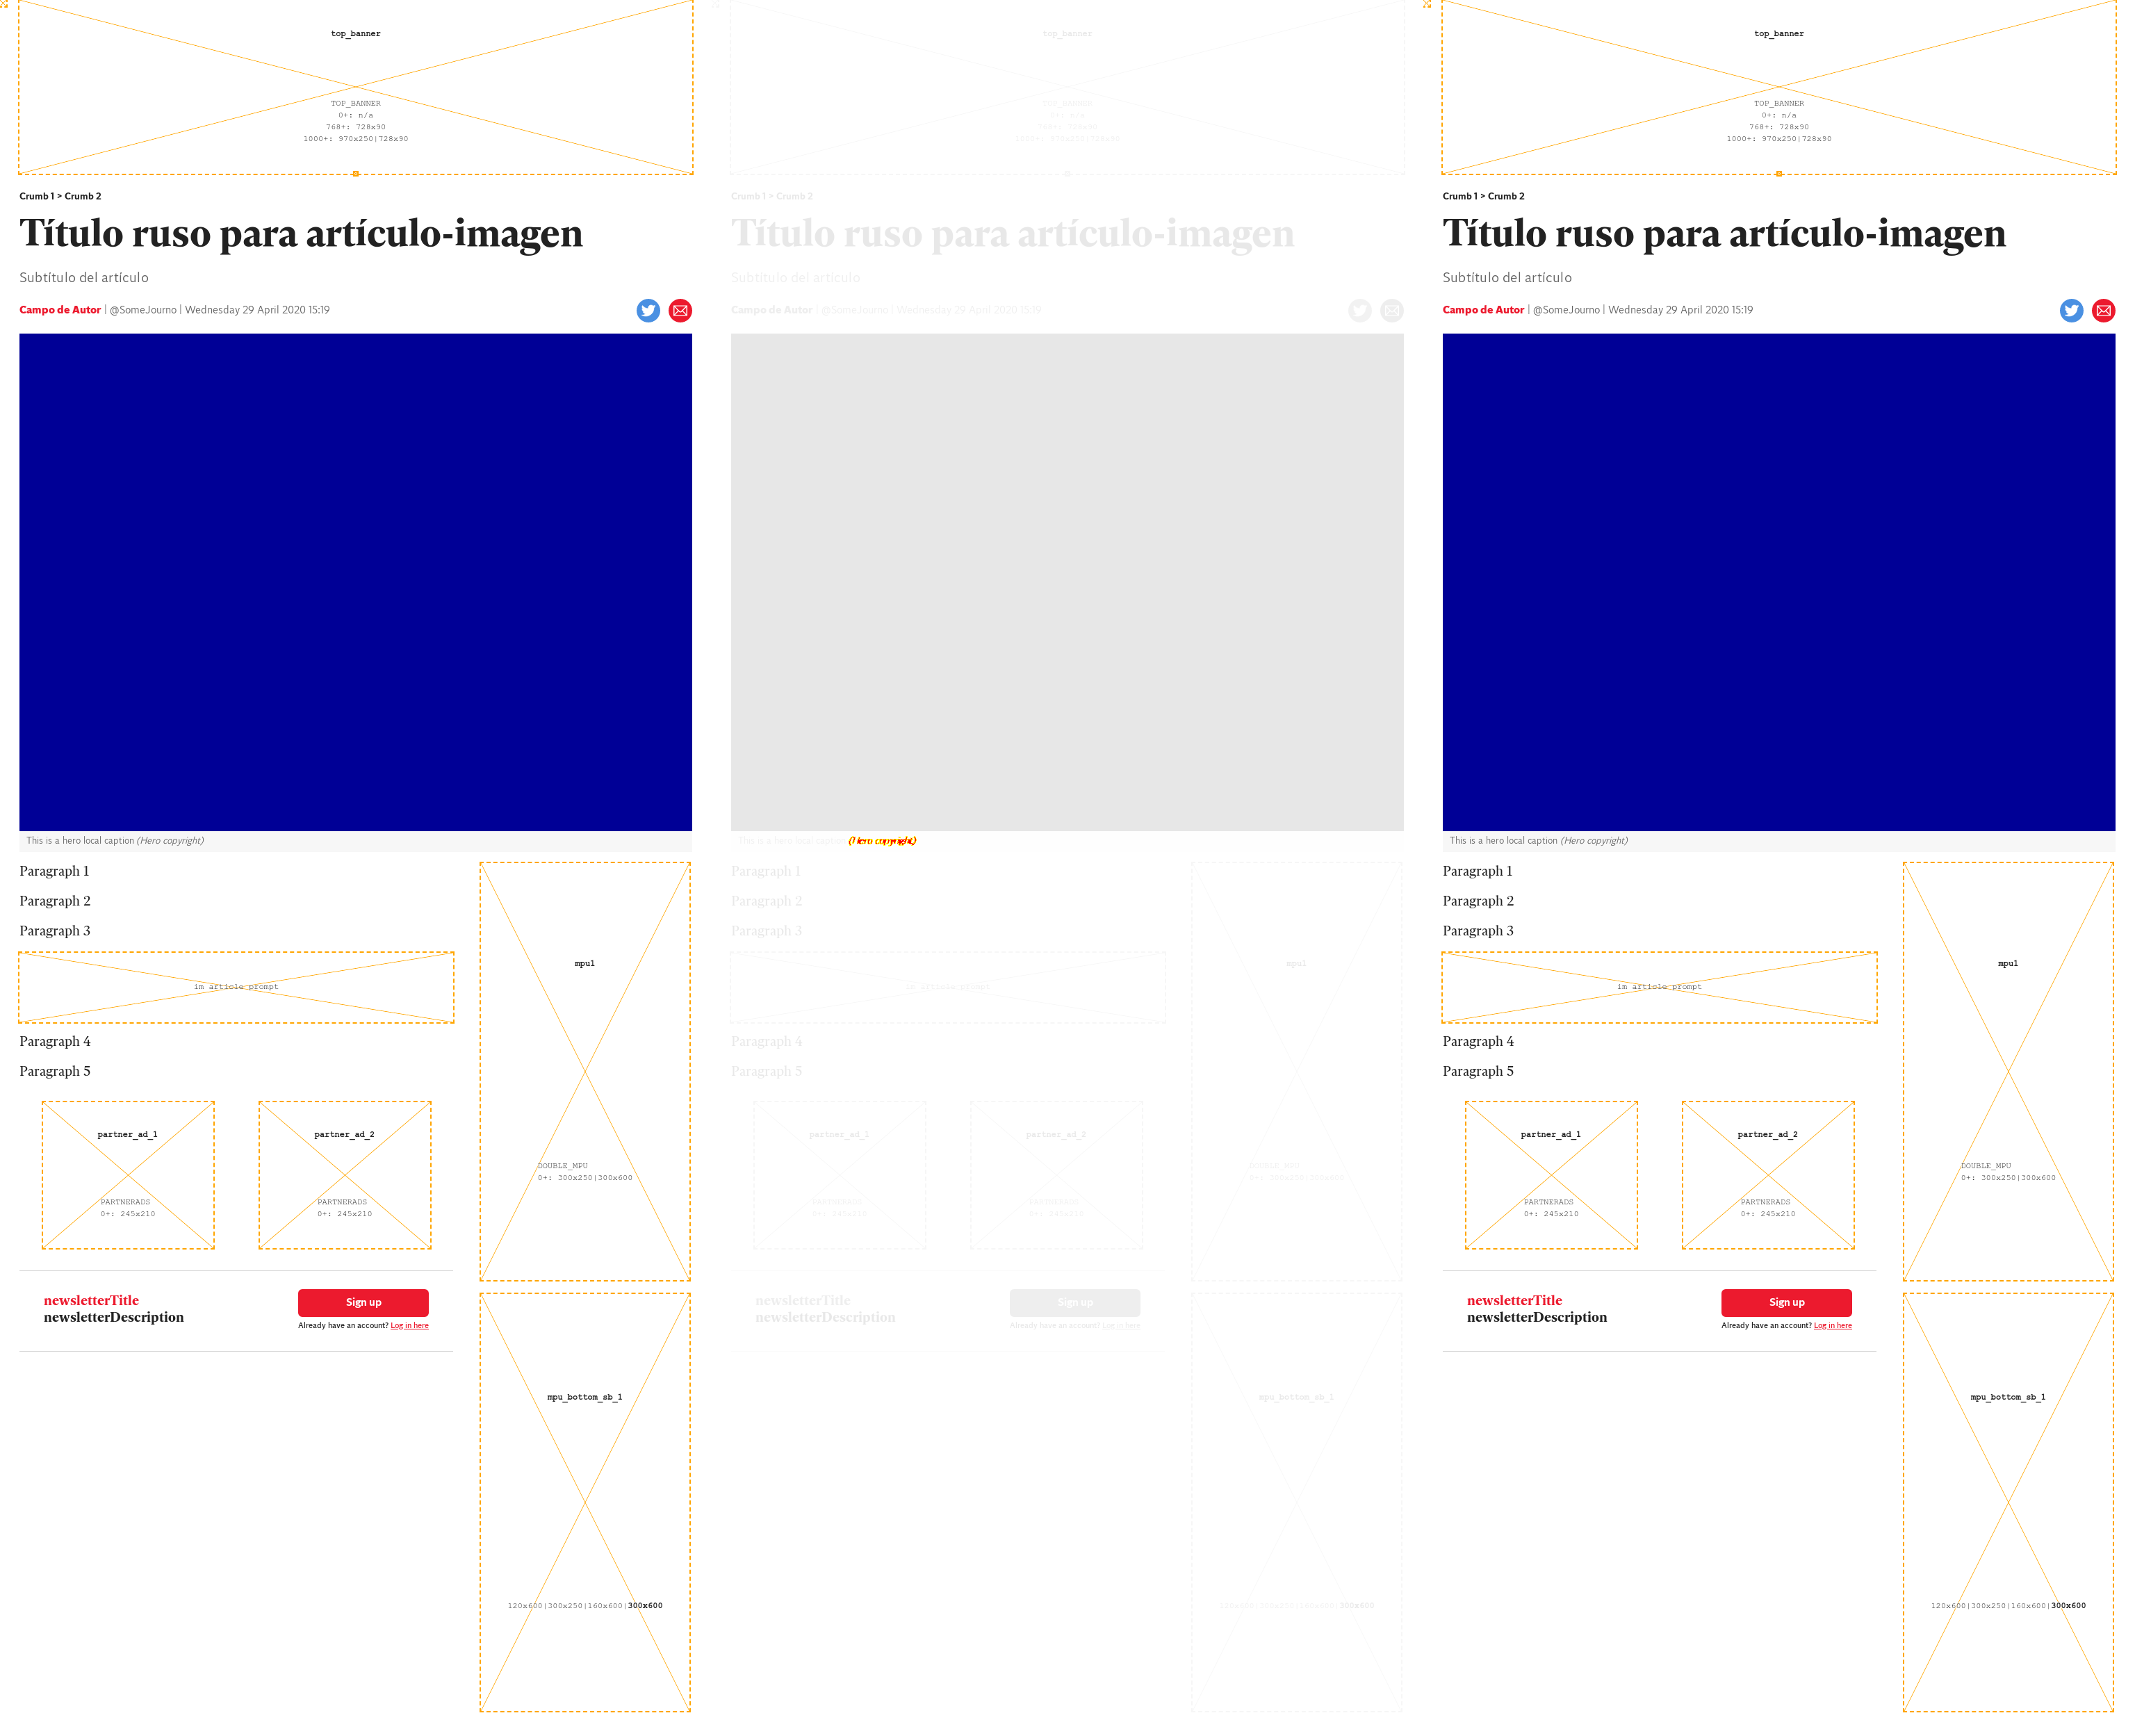 top_banner
TOP_BANNER
0+: n/a
768+: 728x90
1000+: 970x250|728x90
Crumb 1 > Crumb 2
Título ruso para artículo-imagen
Subtítulo del artículo
Campo de Autor | @SomeJourno | Wednesday 29 April 2020 15:19
This is a hero local caption (Hero copyright)
Paragraph 1
Paragraph 2
Paragraph 3
im article prompt
Paragraph 4
Paragraph 5
partner_ad_1
PARTNERADS
0+: 245x210
partner_ad_2
PARTNERADS
0+: 245x210
newsletterTitle
newsletterDescription
Sign up
Already have an account? Log in here
mpu1
DOUBLE_MPU
0+: 300x250|300x600
mpu_bottom_sb_1
120x600|300x250|160x600|300x600
top_banner
TOP_BANNER
0+: n/a
768+: 728x90
1000+: 970x250|728x90
Crumb 1 > Crumb 2
Título ruso para artículo-imagen
Subtítulo del artículo
Campo de Autor | @SomeJourno | Wednesday 29 April 2020 15:19
This is a hero local caption (Hero copyright)
Paragraph 1
Paragraph 2
Paragraph 3
im article prompt
Paragraph 4
Paragraph 5
partner_ad_1
PARTNERADS
0+: 245x210
partner_ad_2
PARTNERADS
0+: 245x210
newsletterTitle
newsletterDescription
Sign up
Already have an account? Log in here
mpu1
DOUBLE_MPU
0+: 300x250|300x600
mpu_bottom_sb_1
120x600|300x250|160x600|300x600
top_banner
TOP_BANNER
0+: n/a
768+: 728x90
1000+: 970x250|728x90
Crumb 1 > Crumb 2
Título ruso para artículo-imagen
Subtítulo del artículo
Campo de Autor | @SomeJourno | Wednesday 29 April 2020 15:19
This is a hero local caption (Hero copyright)
Paragraph 1
Paragraph 2
Paragraph 3
im article prompt
Paragraph 4
Paragraph 5
partner_ad_1
PARTNERADS
0+: 245x210
partner_ad_2
PARTNERADS
0+: 245x210
newsletterTitle
newsletterDescription
Sign up
Already have an account? Log in here
mpu1
DOUBLE_MPU
0+: 300x250|300x600
mpu_bottom_sb_1
120x600|300x250|160x600|300x600